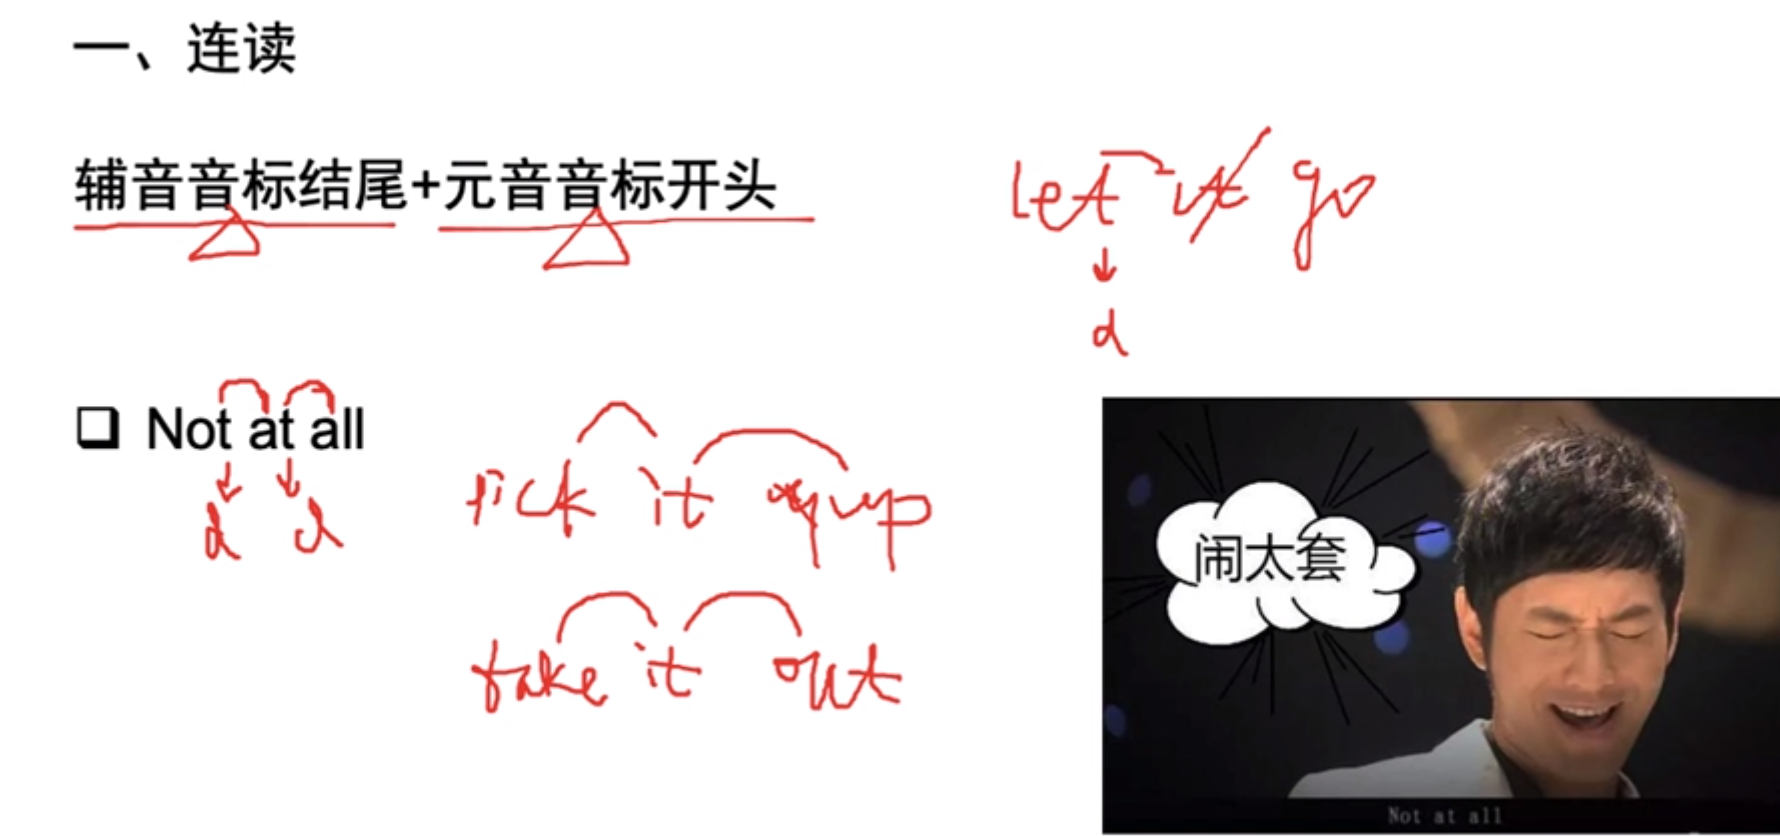 一、连读
辅音音标结尾+元音音标开头
let it go
d
Not at all
d d
pick it up
take it out
闹太套
Not at all